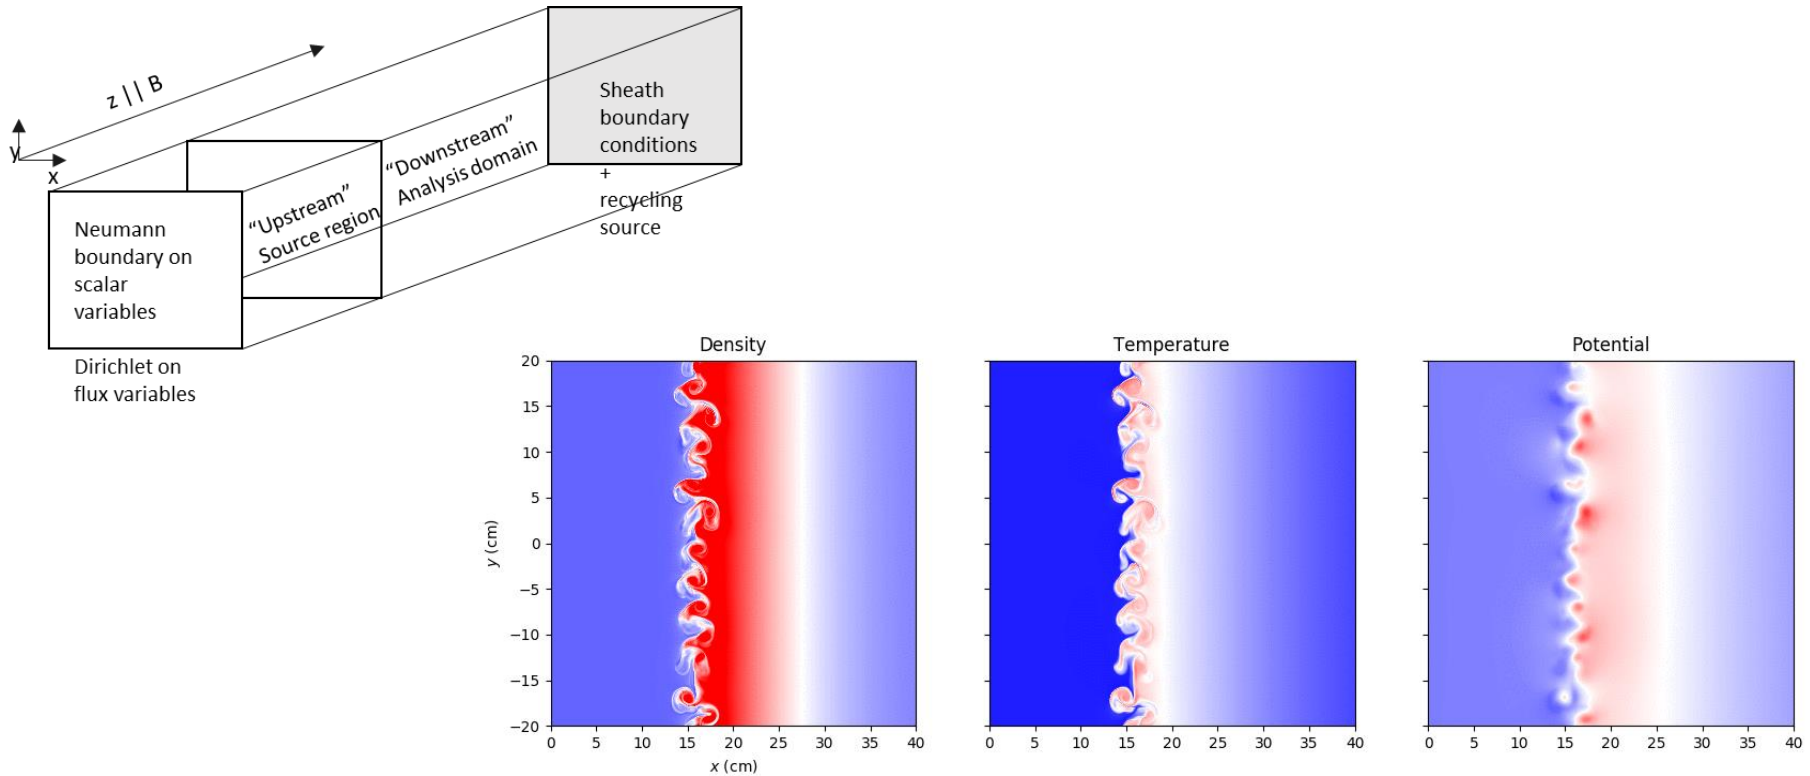 z || B
y
x
Neumann
boundary on
scalar
variables
Dirichlet on
flux variables
“Upstream”
Source region
“Downstream”
Analysis domain
Sheath
boundary
conditions
+
recycling
source
Density
20
15
10
5
0
−5
−10
−15
−20
y (cm)
0 5 10 15 20 25 30 35 40
x (cm)
Temperature
0 5 10 15 20 25 30 35 40
Potential
0 5 10 15 20 25 30 35 40